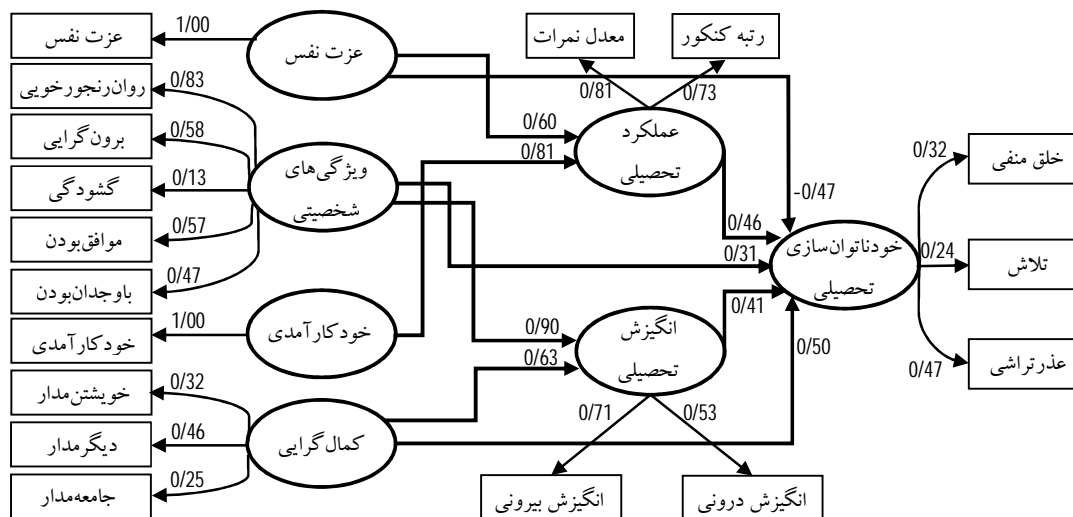 عزت نفس
1/00
عزت نفس
معدل نمرات
رتبه کنکور
روان‌رنجورخویی
0/83
0/81
0/73
برون‌گرایی
0/58
ویژگی‌های
شخصیتی
0/60
0/81
عملکرد
تحصیلی
0/32
خلق منفی
گشودگی
0/13
-0/47
موافق‌بودن
0/57
0/46
0/31
خودناتوان‌سازی
تحصیلی
0/24
تلاش
باوجدان‌بودن
0/47
خودکارآمدی
1/00
خودکارآمدی
0/90
0/63
انگیزش
تحصیلی
0/41
0/50
0/47
عذرتراشی
خویشتن‌مدار
0/32
دیگرمدار
0/46
کمال‌گرایی
0/71
0/53
جامعه‌مدار
0/25
انگیزش بیرونی
انگیزش درونی